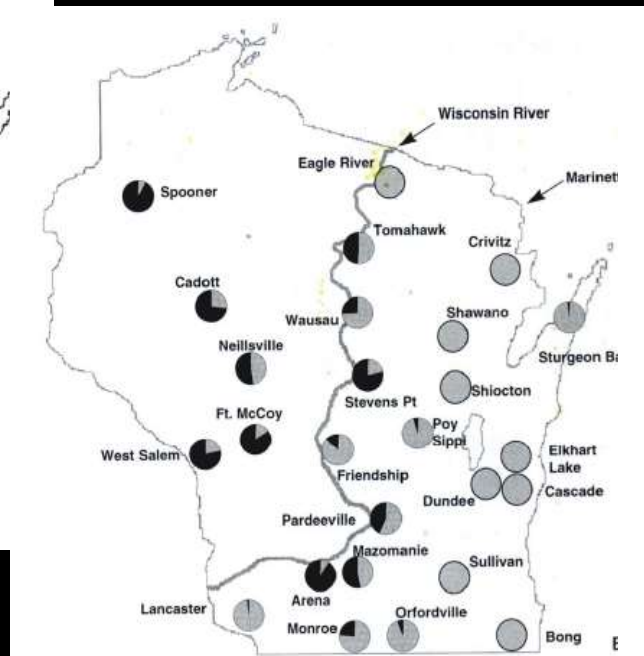 Wisconsin River
Eagle River
Marinett
Spooner
Tomahawk
Crivitz
Cadott
Shawano
Wausau
Sturgeon Ba
Neillsville
Stevens Pt
Shiocton
Ft. McCoy
Poy
Sippi
West Salem
Elkhart
Lake
Friendship
Dundee
Cascade
Pardeeville
Mazomanie
Sullivan
Arena
Lancaster
Orfordville
Monroe
Bong